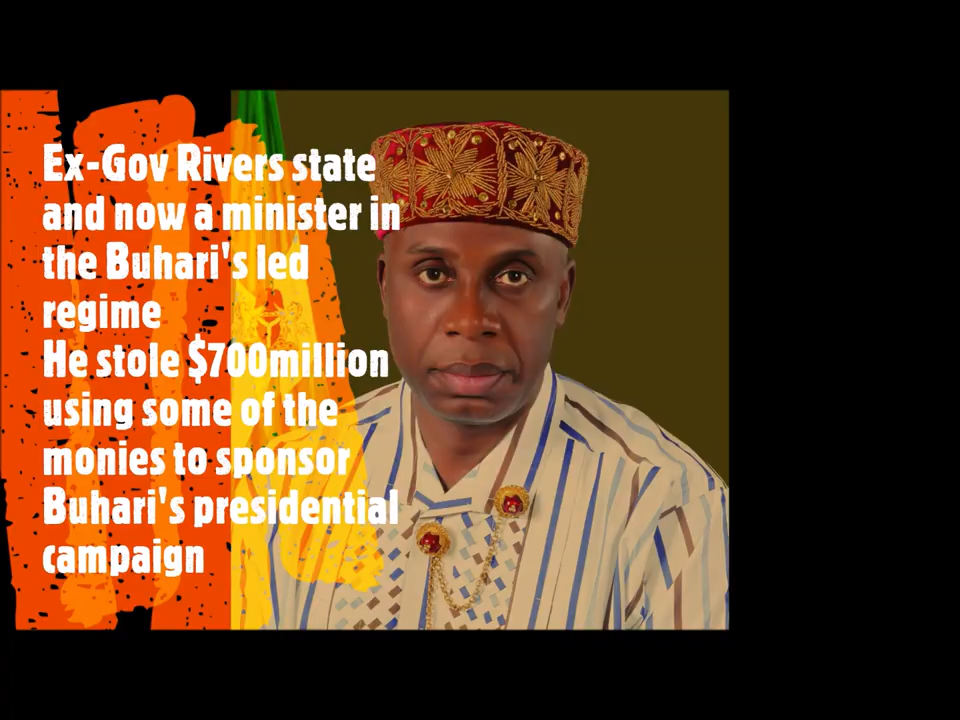 Ex-Gov Rivers state
and now a minister in
the Buhari's led
regime
He stole $700million
using some of the
monies to sponsor
Buhari's presidential
campaign